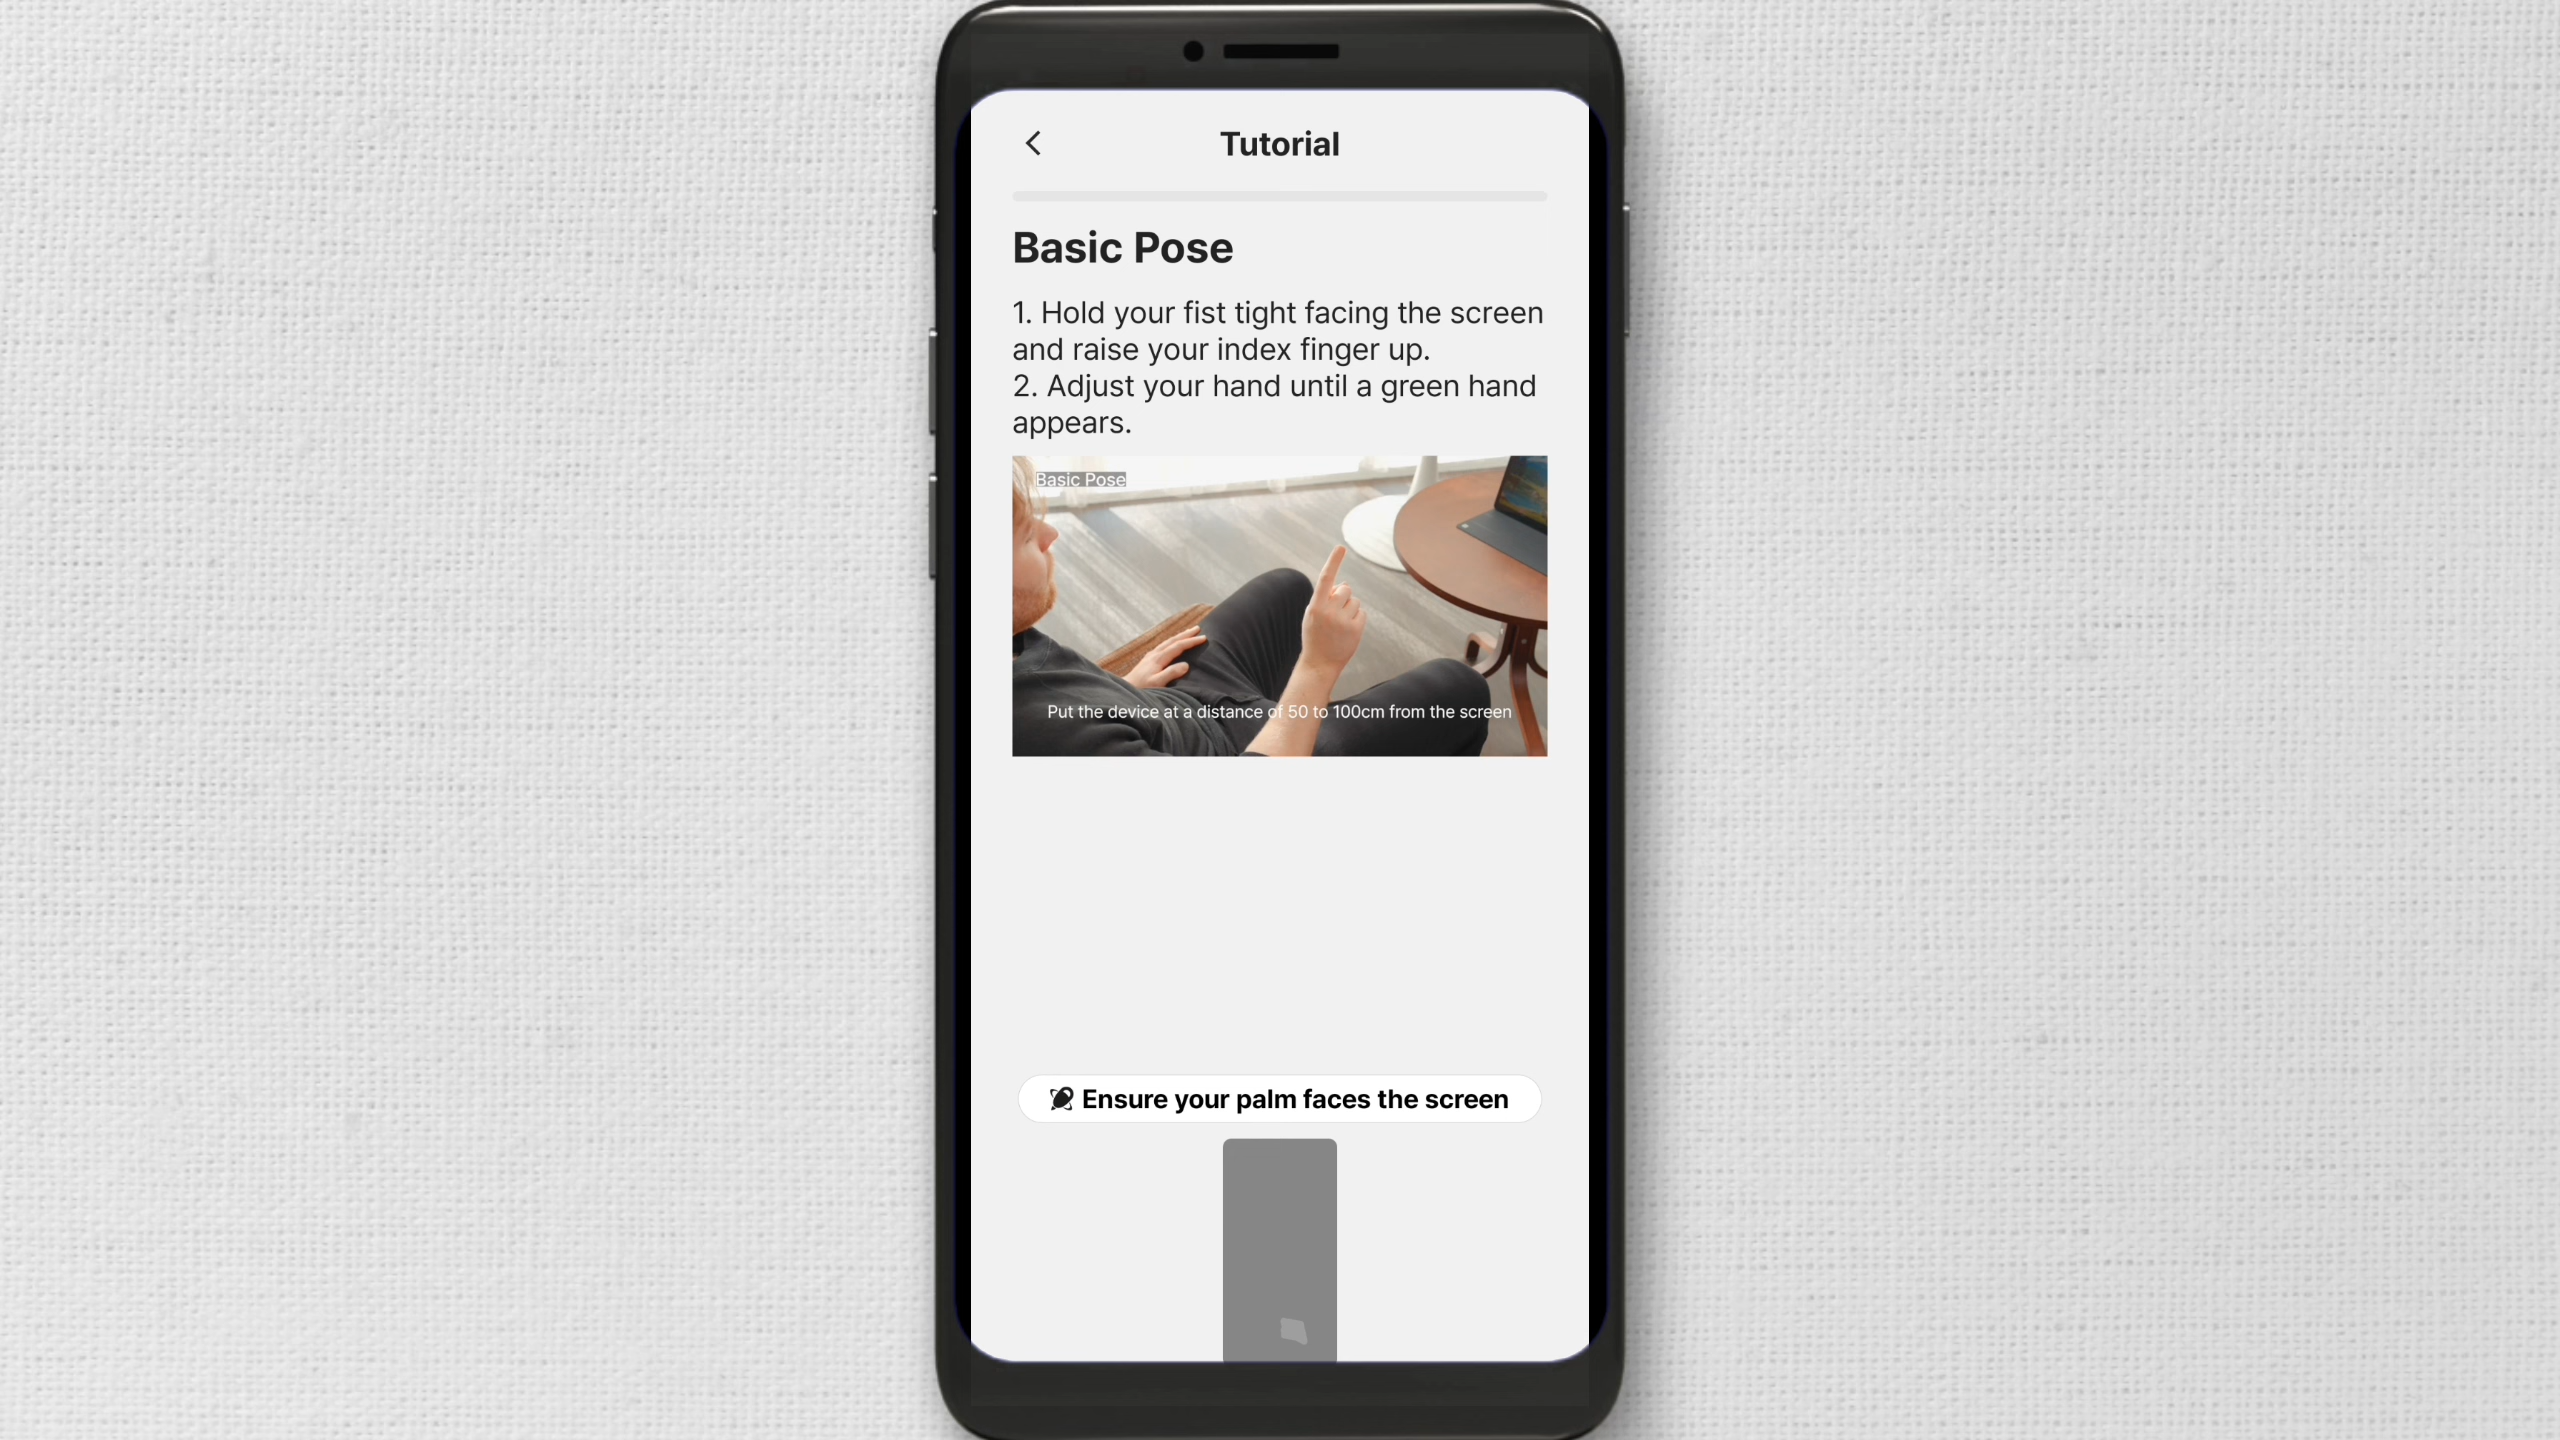 Tutorial
Basic Pose
1. Hold your fist tight facing the screen
and raise your index finger up.
2. Adjust your hand until a green hand
appears.
Basic Pose
Put the device at a distance of 50 to 100cm from the screen
Ensure your palm faces the screen